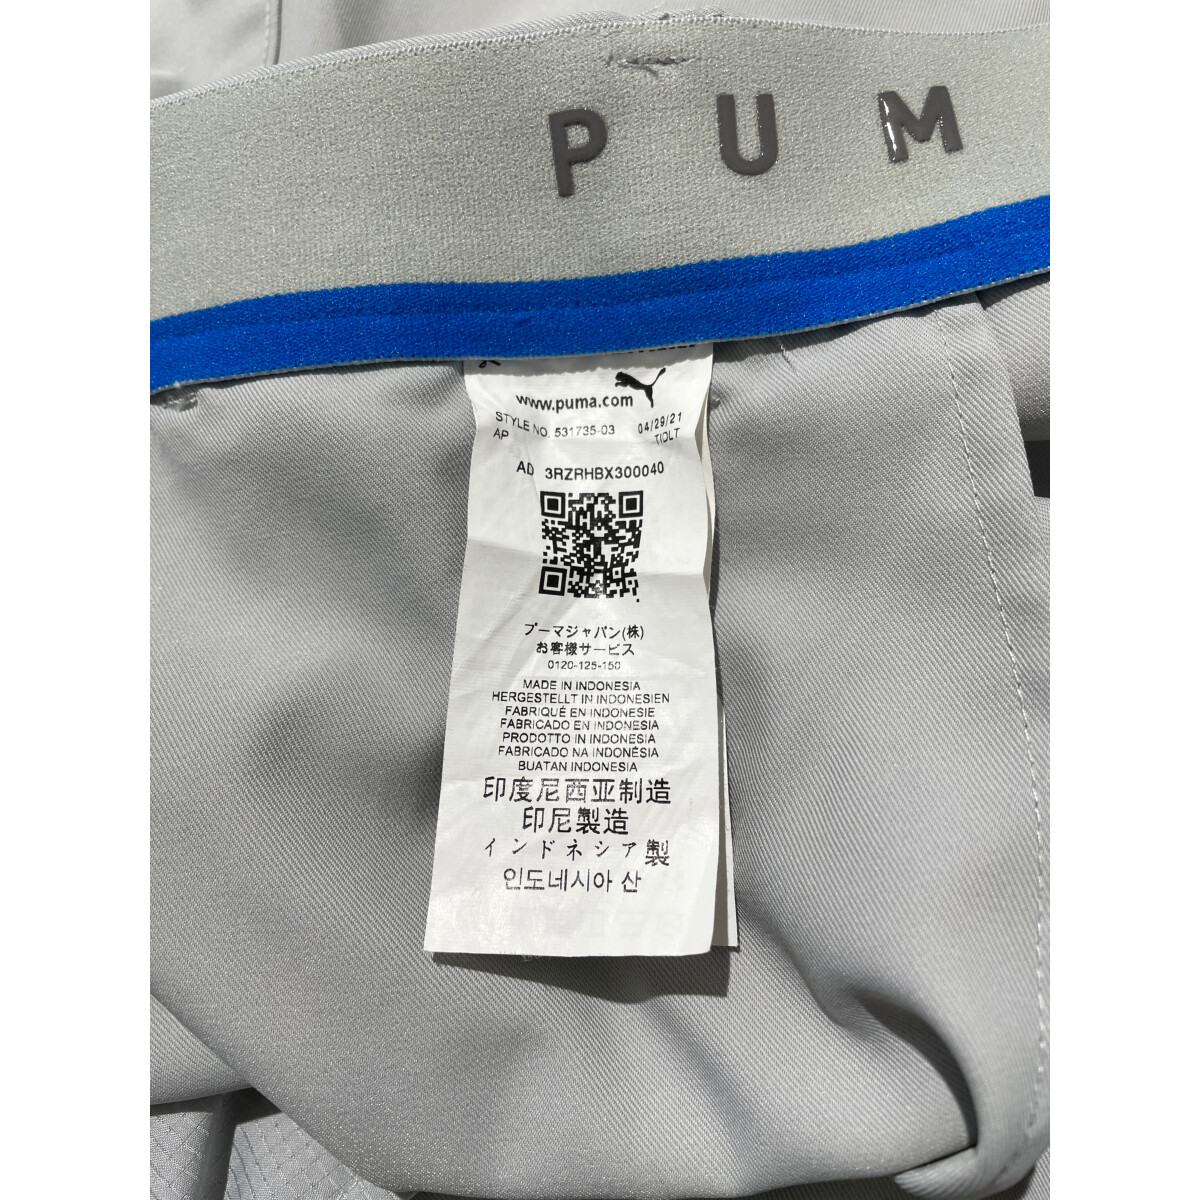 PUM
www.puma.com
STYLE NO. 531735-03 04/29/21
AP TIDLT
AD 3RZRHBX300040
プーマジャパン(株)
お客様サービス
0120-125-150
MADE IN INDONESIA
HERGESTELLT IN INDONESIEN
FABRIQUÉ EN INDONESIE
FABRICADO EN INDONESIA
PRODOTTO IN INDONESIA
FABRICADO NA INDONÉSIA
BUATAN INDONESIA
印度尼西亚制造
印尼製造
インドネシア製
인도네시아 산